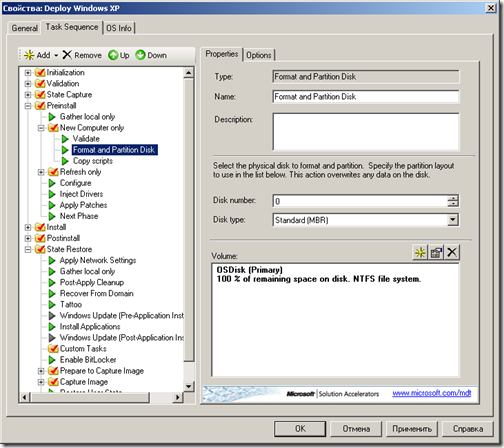 Свойства: Deploy Windows XP
General
Task Sequence
OS Info
Add
Remove
Up
Down
Initialization
Validation
State Capture
Preinstall
Gather local only
New Computer only
Validate
Format and Partition Disk
Copy scripts
Refresh only
Configure
Inject Drivers
Apply Patches
Next Phase
Install
Postinstall
State Restore
Apply Network Settings
Gather local only
Post-Apply Cleanup
Recover From Domain
Tattoo
Windows Update (Pre-Application Inst
Install Applications
Windows Update (Post-Application Ins
Custom Tasks
Enable BitLocker
Prepare to Capture Image
Capture Image
Properties
Options
Type:
Format and Partition Disk
Name:
Format and Partition Disk
Description:
Select the physical disk to format and partition. Specify the partition layout
to use in the list below. This action overwrites any data on the disk.
Disk number:
0
Disk type:
Standard (MBR)
Volume:
OSDisk (Primary)
100 % of remaining space on disk. NTFS file system.
Microsoft | Solution Accelerators
www.microsoft.com/mdt
OK
Отмена
Применить
Справка